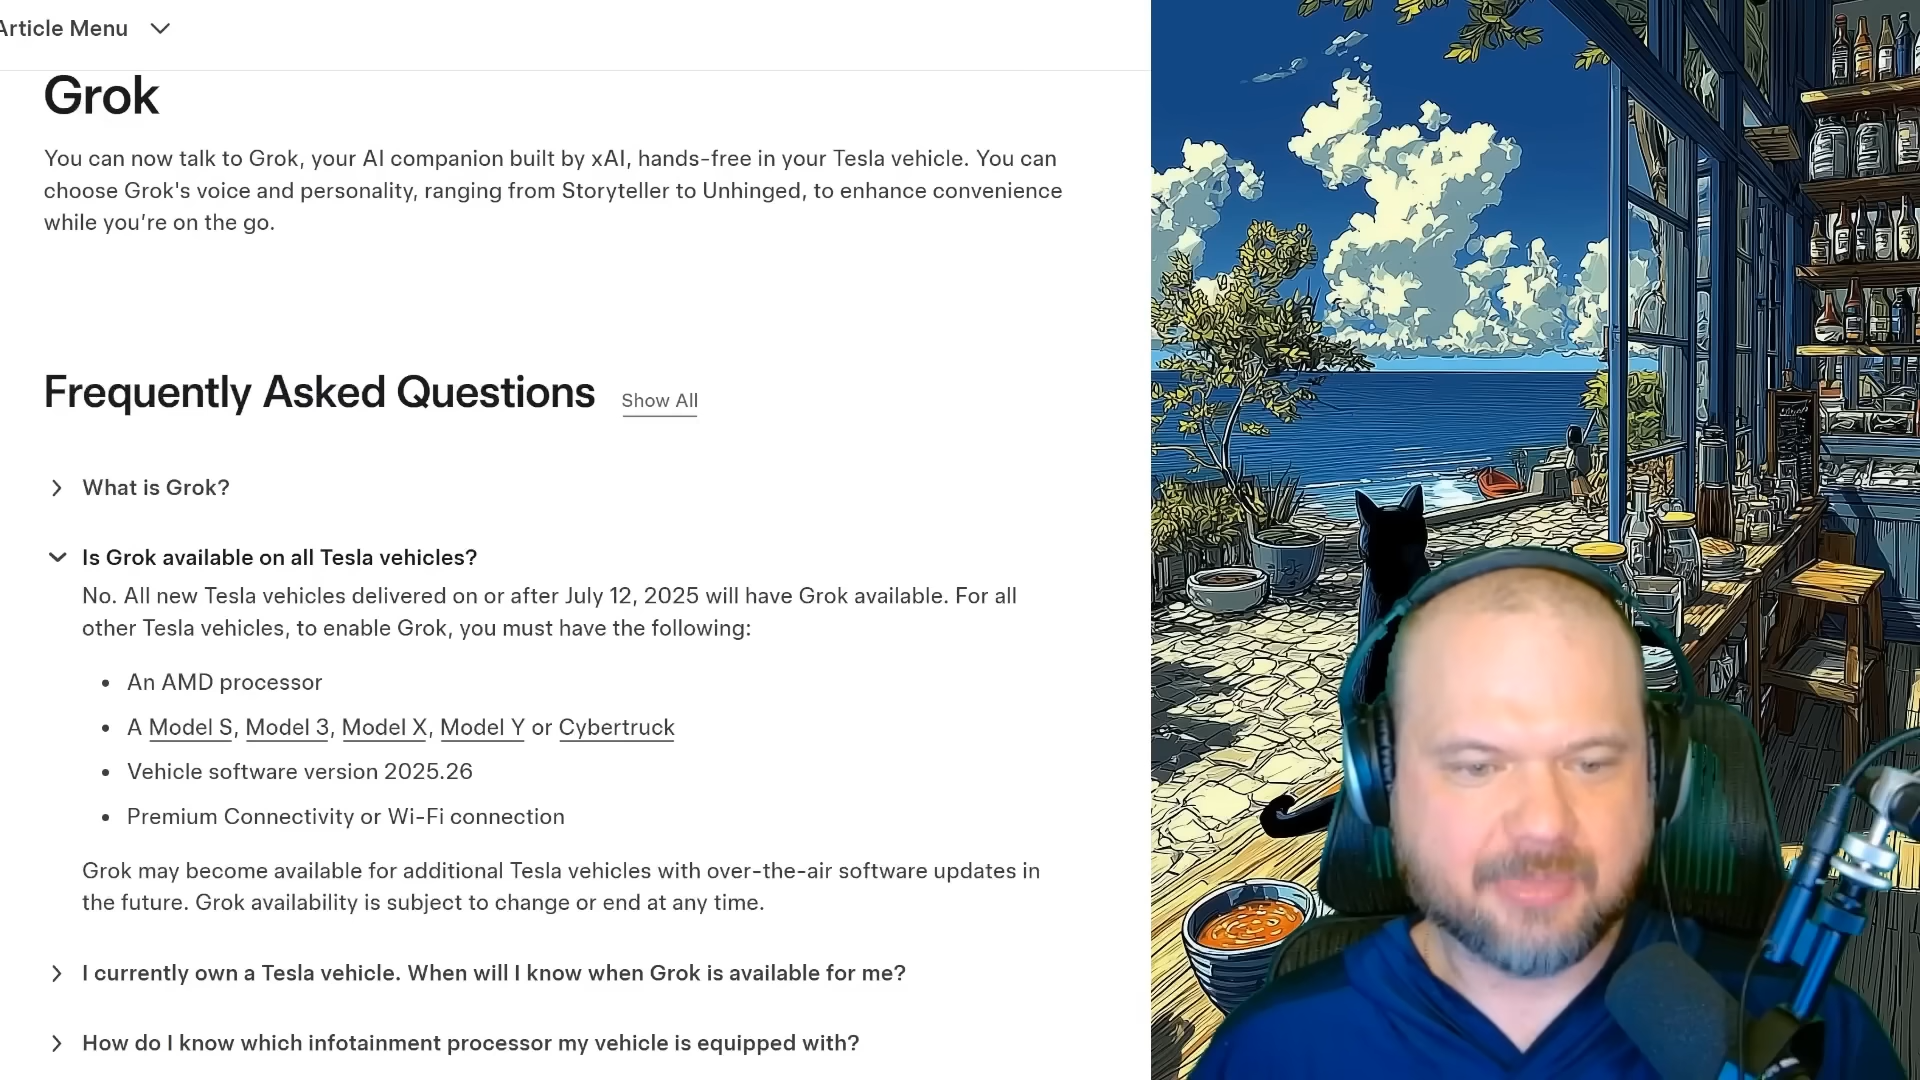 Article Menu
Grok
You can now talk to Grok, your AI companion built by xAI, hands-free in your Tesla vehicle. You can
choose Grok's voice and personality, ranging from Storyteller to Unhinged, to enhance convenience
while you’re on the go.
Frequently Asked Questions Show All
What is Grok?
Is Grok available on all Tesla vehicles?
No. All new Tesla vehicles delivered on or after July 12, 2025 will have Grok available. For all
other Tesla vehicles, to enable Grok, you must have the following:
• An AMD processor
• A Model S, Model 3, Model X, Model Y or Cybertruck
• Vehicle software version 2025.26
• Premium Connectivity or Wi-Fi connection
Grok may become available for additional Tesla vehicles with over-the-air software updates in
the future. Grok availability is subject to change or end at any time.
I currently own a Tesla vehicle. When will I know when Grok is available for me?
How do I know which infotainment processor my vehicle is equipped with?